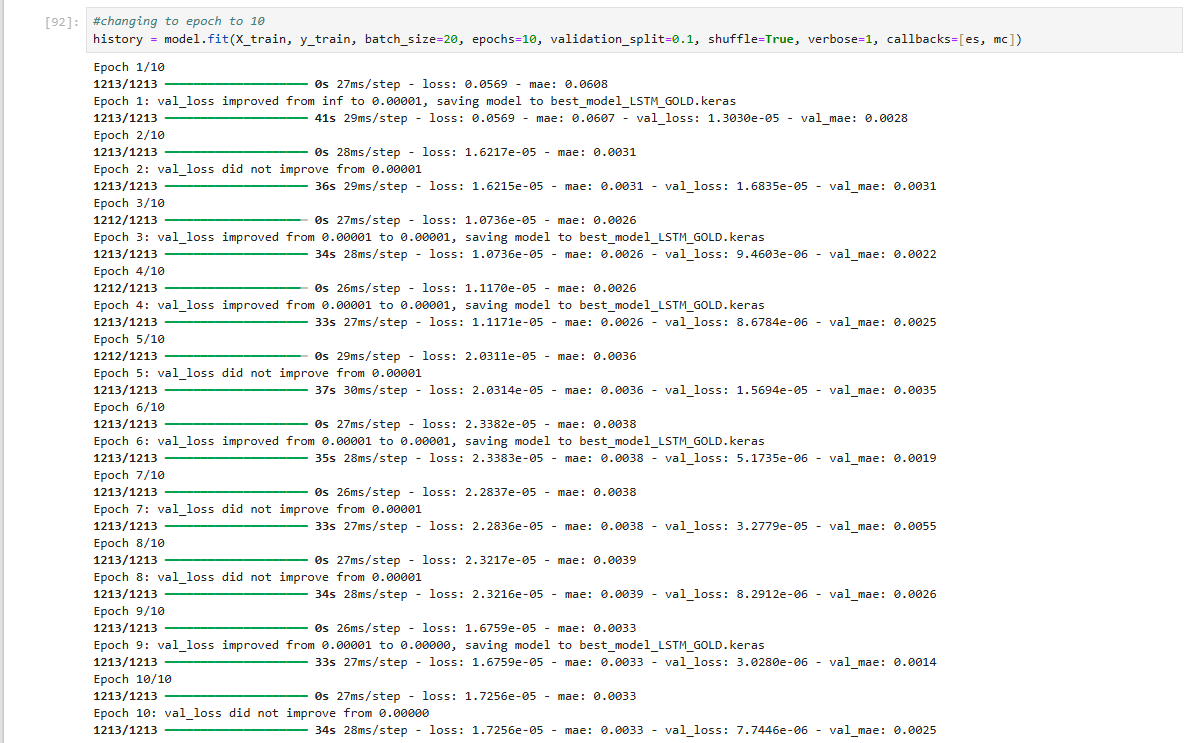 [92]: #changing to epoch to 10
history = model.fit(X_train, y_train, batch_size=20, epochs=10, validation_split=0.1, shuffle=True, verbose=1, callbacks=[es, mc])
Epoch 1/10
1213/1213 0s 27ms/step - loss: 0.0569 - mae: 0.0608
Epoch 1: val_loss improved from inf to 0.00001, saving model to best_model_LSTM_GOLD.keras
1213/1213 41s 29ms/step - loss: 0.0569 - mae: 0.0607 - val_loss: 1.3030e-05 - val_mae: 0.0028
Epoch 2/10
1213/1213 0s 28ms/step - loss: 1.6217e-05 - mae: 0.0031
Epoch 2: val_loss did not improve from 0.00001
1213/1213 36s 29ms/step - loss: 1.6215e-05 - mae: 0.0031 - val_loss: 1.6835e-05 - val_mae: 0.0031
Epoch 3/10
1212/1213 0s 27ms/step - loss: 1.0736e-05 - mae: 0.0026
Epoch 3: val_loss improved from 0.00001 to 0.00001, saving model to best_model_LSTM_GOLD.keras
1213/1213 34s 28ms/step - loss: 1.0736e-05 - mae: 0.0026 - val_loss: 9.4603e-06 - val_mae: 0.0022
Epoch 4/10
1212/1213 0s 26ms/step - loss: 1.1170e-05 - mae: 0.0026
Epoch 4: val_loss improved from 0.00001 to 0.00001, saving model to best_model_LSTM_GOLD.keras
1213/1213 33s 27ms/step - loss: 1.1171e-05 - mae: 0.0026 - val_loss: 8.6784e-06 - val_mae: 0.0025
Epoch 5/10
1212/1213 0s 29ms/step - loss: 2.0311e-05 - mae: 0.0036
Epoch 5: val_loss did not improve from 0.00001
1213/1213 37s 30ms/step - loss: 2.0314e-05 - mae: 0.0036 - val_loss: 1.5694e-05 - val_mae: 0.0035
Epoch 6/10
1213/1213 0s 27ms/step - loss: 2.3382e-05 - mae: 0.0038
Epoch 6: val_loss improved from 0.00001 to 0.00001, saving model to best_model_LSTM_GOLD.keras
1213/1213 35s 28ms/step - loss: 2.3383e-05 - mae: 0.0038 - val_loss: 5.1735e-06 - val_mae: 0.0019
Epoch 7/10
1213/1213 0s 26ms/step - loss: 2.2837e-05 - mae: 0.0038
Epoch 7: val_loss did not improve from 0.00001
1213/1213 33s 27ms/step - loss: 2.2836e-05 - mae: 0.0038 - val_loss: 3.2779e-05 - val_mae: 0.0055
Epoch 8/10
1213/1213 0s 27ms/step - loss: 2.3217e-05 - mae: 0.0039
Epoch 8: val_loss did not improve from 0.00001
1213/1213 34s 28ms/step - loss: 2.3216e-05 - mae: 0.0039 - val_loss: 8.2912e-06 - val_mae: 0.0026
Epoch 9/10
1213/1213 0s 26ms/step - loss: 1.6759e-05 - mae: 0.0033
Epoch 9: val_loss improved from 0.00001 to 0.00000, saving model to best_model_LSTM_GOLD.keras
1213/1213 33s 27ms/step - loss: 1.6759e-05 - mae: 0.0033 - val_loss: 3.0280e-06 - val_mae: 0.0014
Epoch 10/10
1213/1213 0s 27ms/step - loss: 1.7256e-05 - mae: 0.0033
Epoch 10: val_loss did not improve from 0.00000
1213/1213 34s 28ms/step - loss: 1.7256e-05 - mae: 0.0033 - val_loss: 7.7446e-06 - val_mae: 0.0025